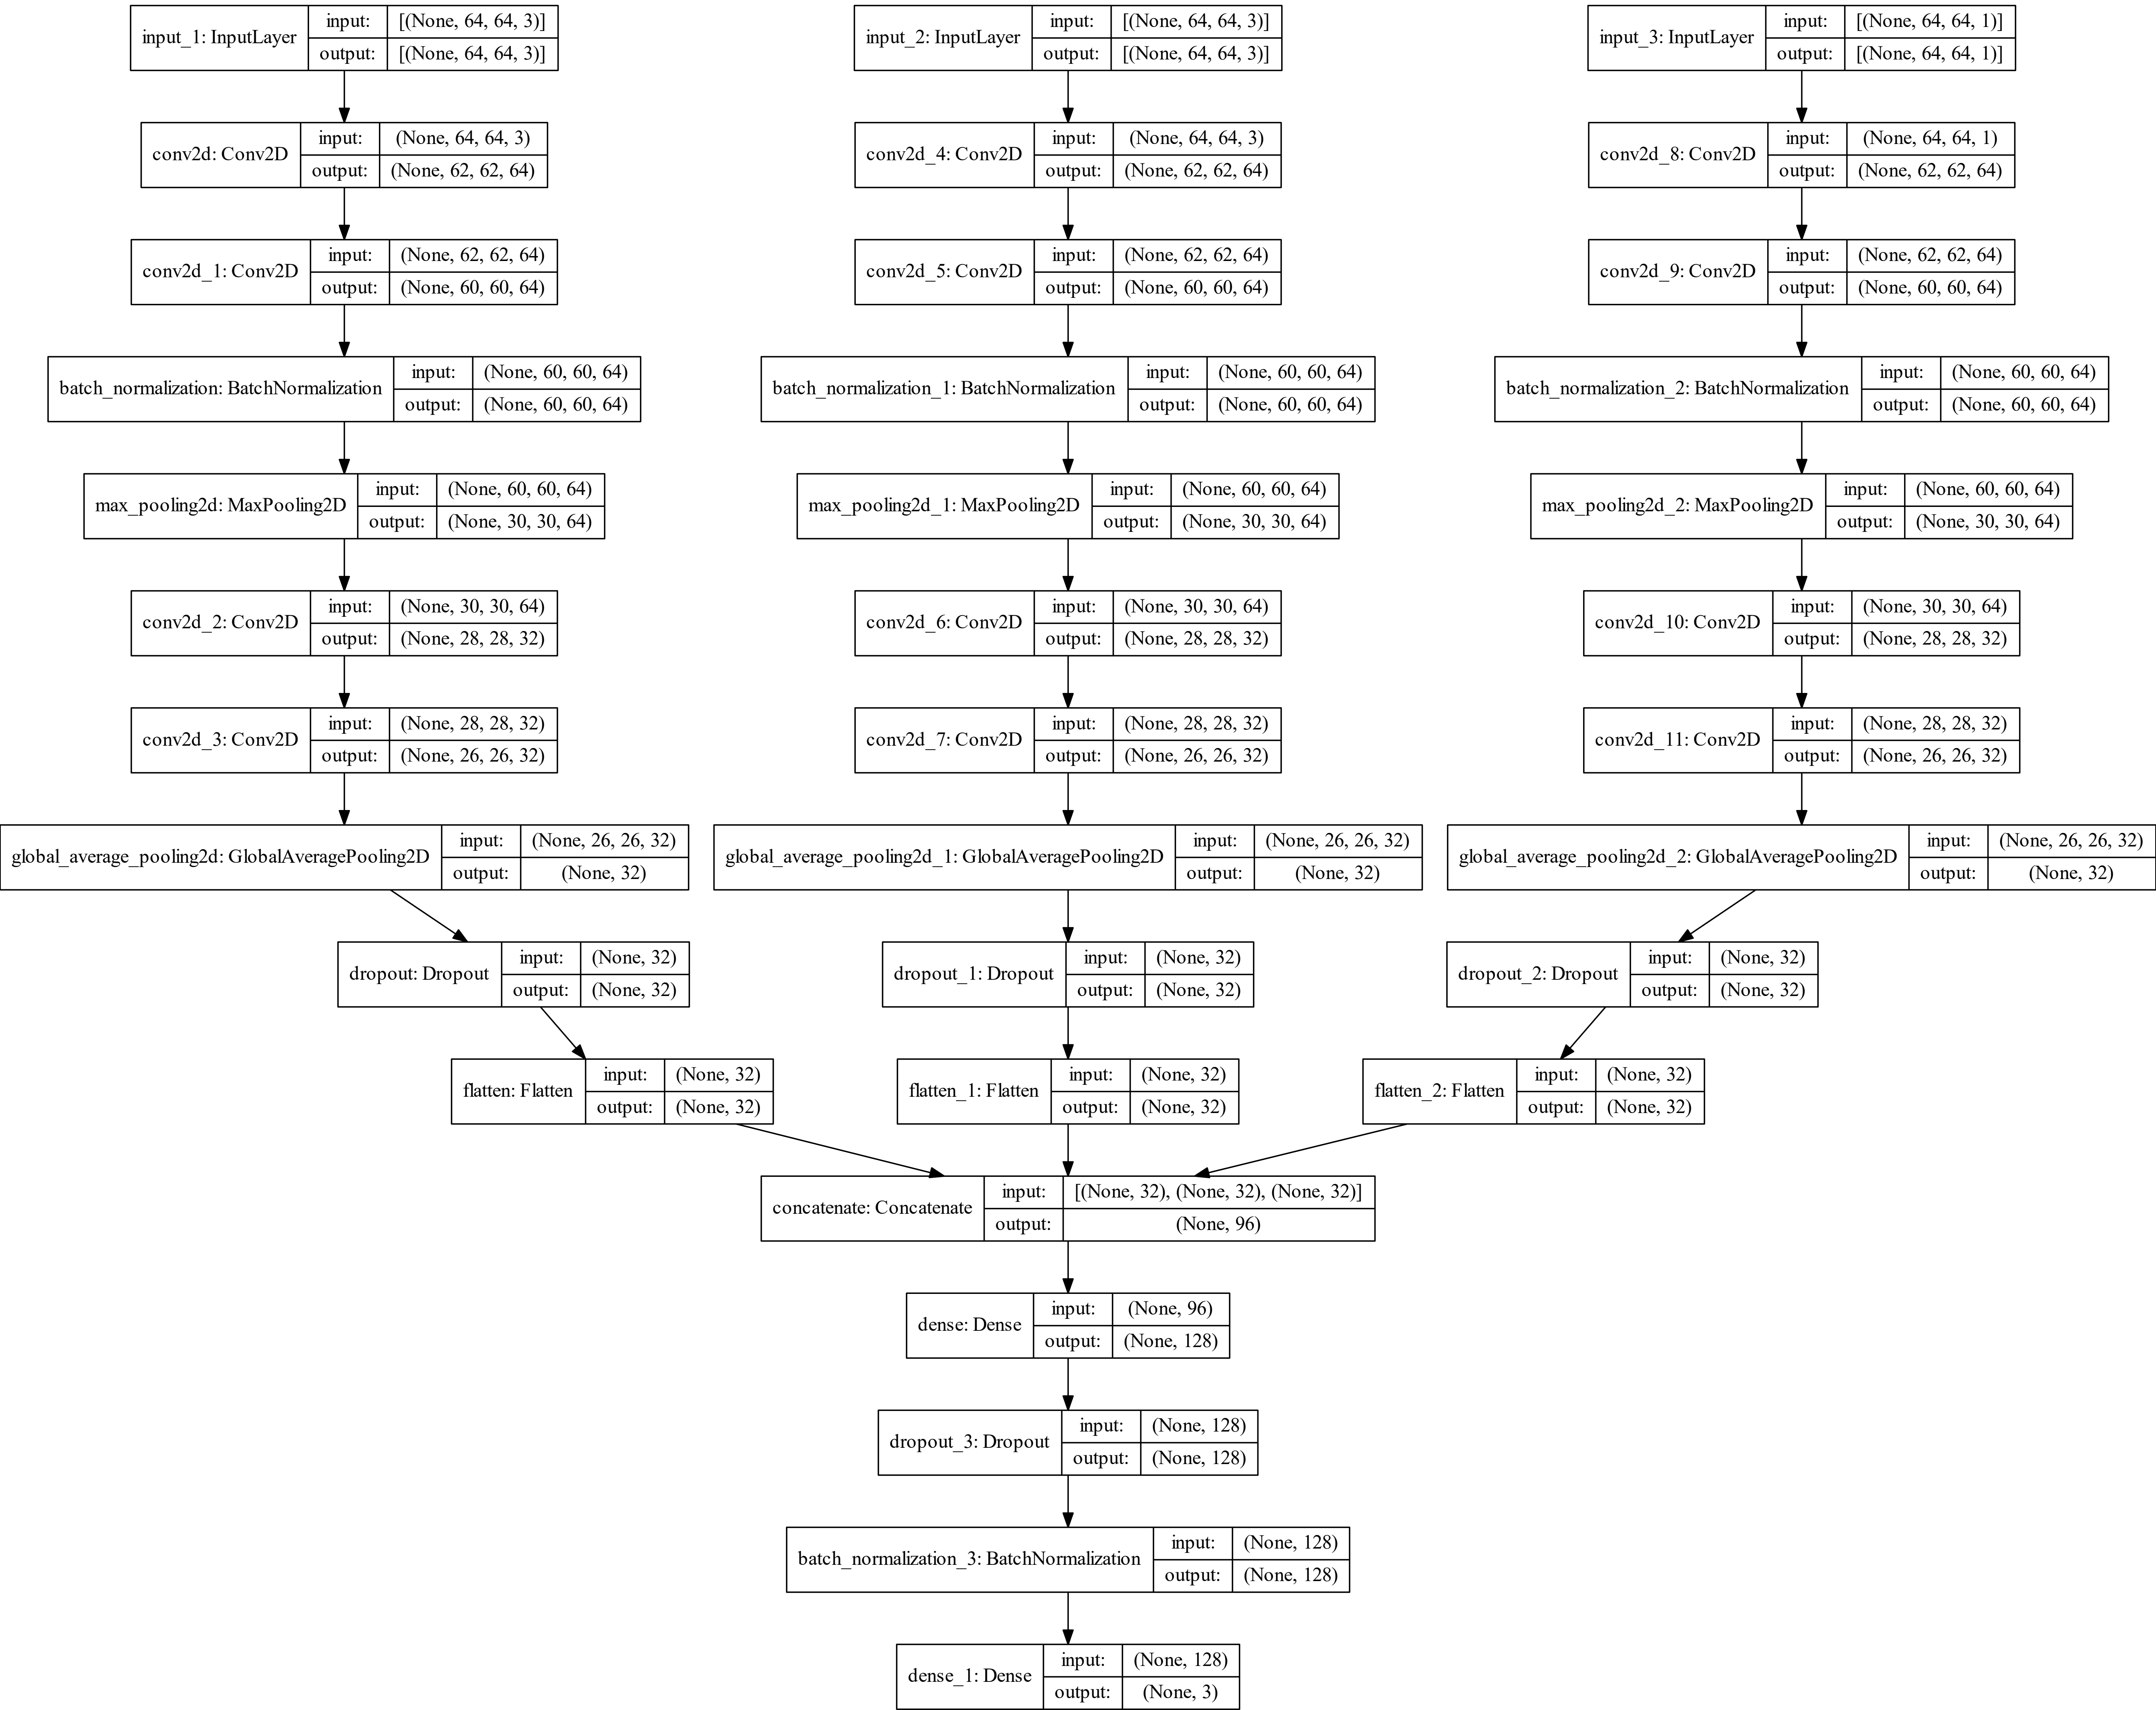 input_1: InputLayer
input: [(None, 64, 64, 3)]
output: [(None, 64, 64, 3)]
input_2: InputLayer
input: [(None, 64, 64, 3)]
output: [(None, 64, 64, 3)]
input_3: InputLayer
input: [(None, 64, 64, 1)]
output: [(None, 64, 64, 1)]
conv2d: Conv2D
input: (None, 64, 64, 3)
output: (None, 62, 62, 64)
conv2d_4: Conv2D
input: (None, 64, 64, 3)
output: (None, 62, 62, 64)
conv2d_8: Conv2D
input: (None, 64, 64, 1)
output: (None, 62, 62, 64)
conv2d_1: Conv2D
input: (None, 62, 62, 64)
output: (None, 60, 60, 64)
conv2d_5: Conv2D
input: (None, 62, 62, 64)
output: (None, 60, 60, 64)
conv2d_9: Conv2D
input: (None, 62, 62, 64)
output: (None, 60, 60, 64)
batch_normalization: BatchNormalization
input: (None, 60, 60, 64)
output: (None, 60, 60, 64)
batch_normalization_1: BatchNormalization
input: (None, 60, 60, 64)
output: (None, 60, 60, 64)
batch_normalization_2: BatchNormalization
input: (None, 60, 60, 64)
output: (None, 60, 60, 64)
max_pooling2d: MaxPooling2D
input: (None, 60, 60, 64)
output: (None, 30, 30, 64)
max_pooling2d_1: MaxPooling2D
input: (None, 60, 60, 64)
output: (None, 30, 30, 64)
max_pooling2d_2: MaxPooling2D
input: (None, 60, 60, 64)
output: (None, 30, 30, 64)
conv2d_2: Conv2D
input: (None, 30, 30, 64)
output: (None, 28, 28, 32)
conv2d_6: Conv2D
input: (None, 30, 30, 64)
output: (None, 28, 28, 32)
conv2d_10: Conv2D
input: (None, 30, 30, 64)
output: (None, 28, 28, 32)
conv2d_3: Conv2D
input: (None, 28, 28, 32)
output: (None, 26, 26, 32)
conv2d_7: Conv2D
input: (None, 28, 28, 32)
output: (None, 26, 26, 32)
conv2d_11: Conv2D
input: (None, 28, 28, 32)
output: (None, 26, 26, 32)
global_average_pooling2d: GlobalAveragePooling2D
input: (None, 26, 26, 32)
output: (None, 32)
global_average_pooling2d_1: GlobalAveragePooling2D
input: (None, 26, 26, 32)
output: (None, 32)
global_average_pooling2d_2: GlobalAveragePooling2D
input: (None, 26, 26, 32)
output: (None, 32)
dropout: Dropout
input: (None, 32)
output: (None, 32)
dropout_1: Dropout
input: (None, 32)
output: (None, 32)
dropout_2: Dropout
input: (None, 32)
output: (None, 32)
flatten: Flatten
input: (None, 32)
output: (None, 32)
flatten_1: Flatten
input: (None, 32)
output: (None, 32)
flatten_2: Flatten
input: (None, 32)
output: (None, 32)
concatenate: Concatenate
input: [(None, 32), (None, 32), (None, 32)]
output: (None, 96)
dense: Dense
input: (None, 96)
output: (None, 128)
dropout_3: Dropout
input: (None, 128)
output: (None, 128)
batch_normalization_3: BatchNormalization
input: (None, 128)
output: (None, 128)
dense_1: Dense
input: (None, 128)
output: (None, 3)